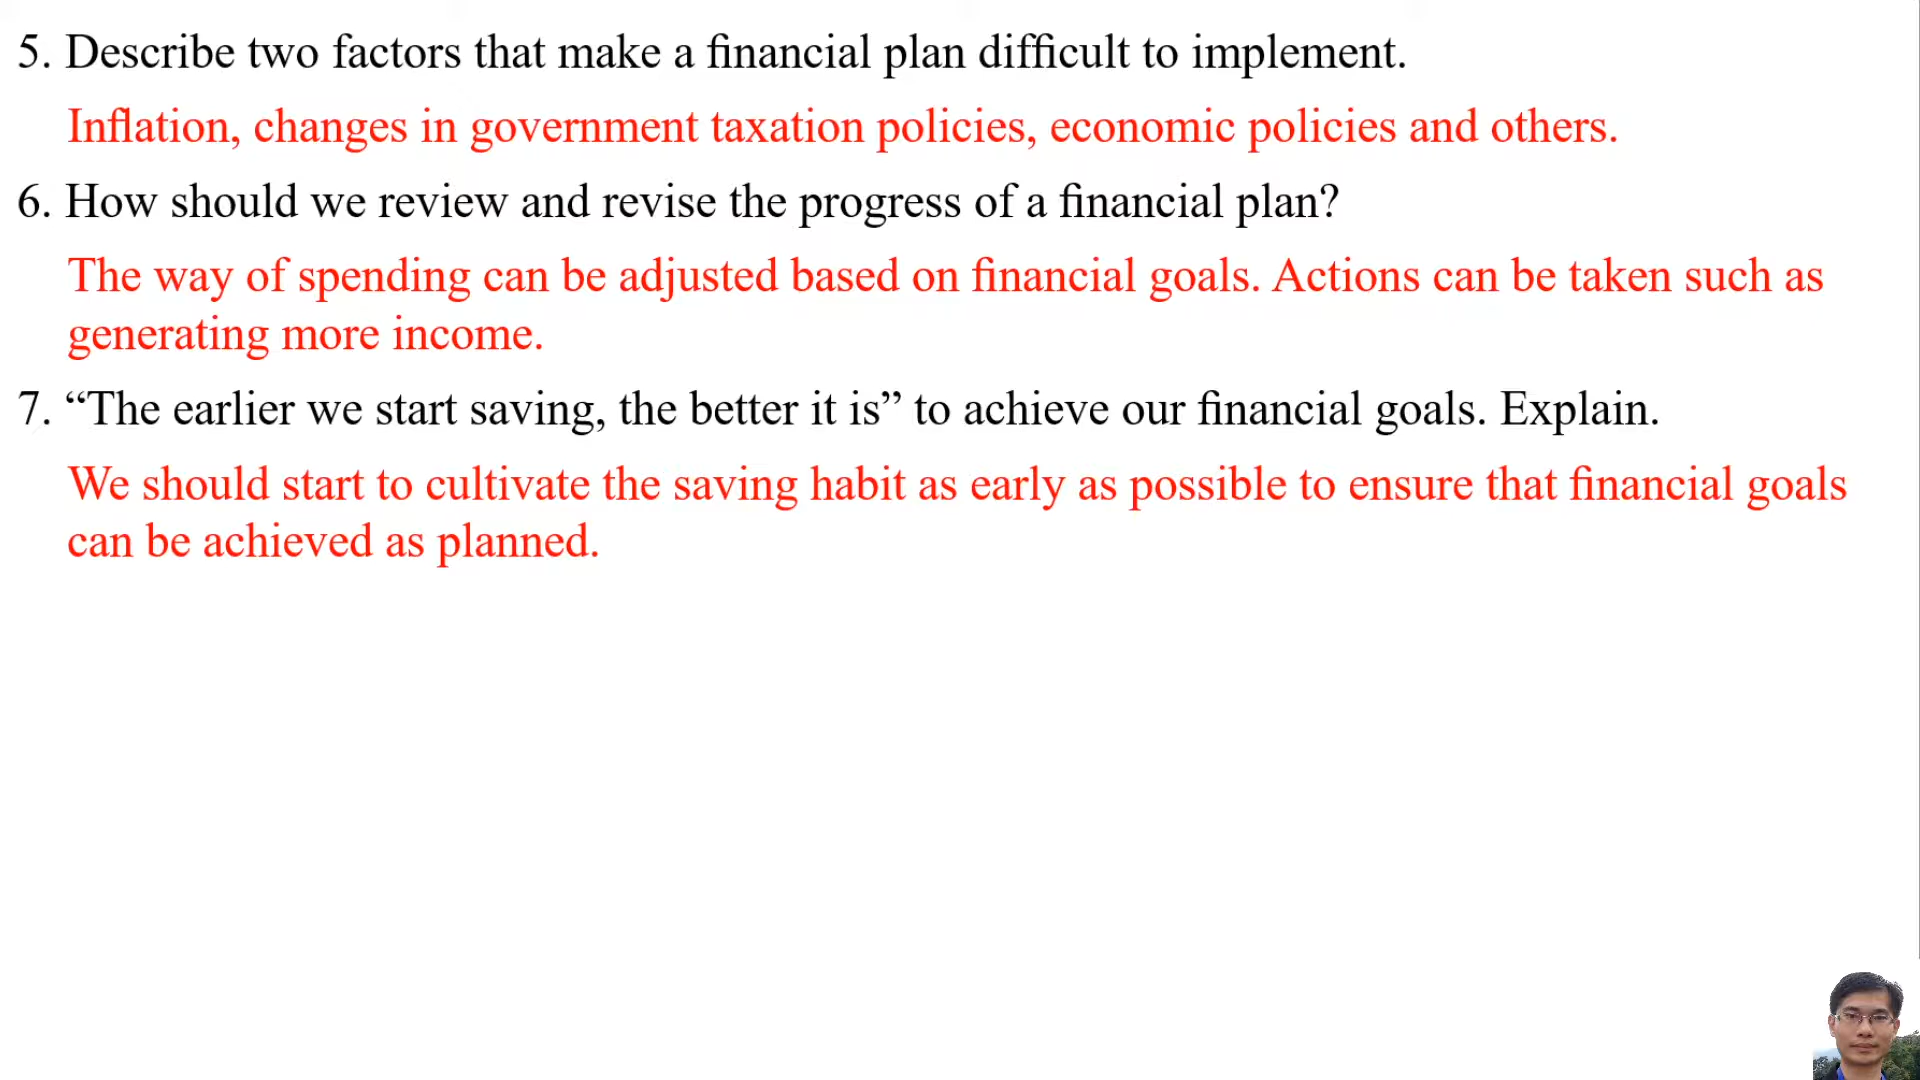 5. Describe two factors that make a financial plan difficult to implement.
Inflation, changes in government taxation policies, economic policies and others.
6. How should we review and revise the progress of a financial plan?
The way of spending can be adjusted based on financial goals. Actions can be taken such as
generating more income.
7. “The earlier we start saving, the better it is” to achieve our financial goals. Explain.
We should start to cultivate the saving habit as early as possible to ensure that financial goals
can be achieved as planned.